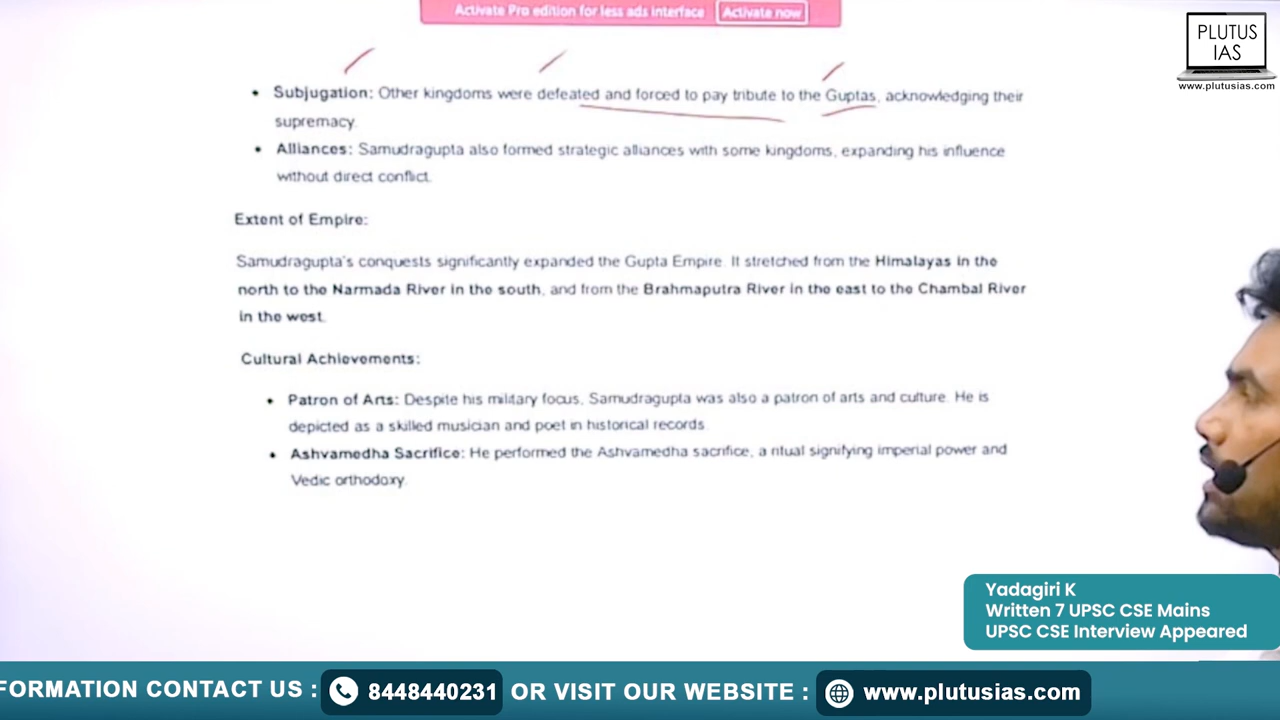 Activate Pro edition for less ads interface Activate now
PLUTUS
IAS
www.plutusias.com
• Subjugation: Other kingdoms were defeated and forced to pay tribute to the Guptas, acknowledging their
supremacy.
• Alliances: Samudragupta also formed strategic alliances with some kingdoms, expanding his influence
without direct conflict.
Extent of Empire:
Samudragupta's conquests significantly expanded the Gupta Empire. It stretched from the Himalayas in the
north to the Narmada River in the south, and from the Brahmaputra River in the east to the Chambal River
in the west.
Cultural Achievements:
• Patron of Arts: Despite his military focus, Samudragupta was also a patron of arts and culture. He is
depicted as a skilled musician and poet in historical records.
• Ashvamedha Sacrifice: He performed the Ashvamedha sacrifice, a ritual signifying imperial power and
Vedic orthodoxy.
Yadagiri K
Written 7 UPSC CSE Mains
UPSC CSE Interview Appeared
FORMATION CONTACT US : 8448440231 OR VISIT OUR WEBSITE : www.plutusias.com